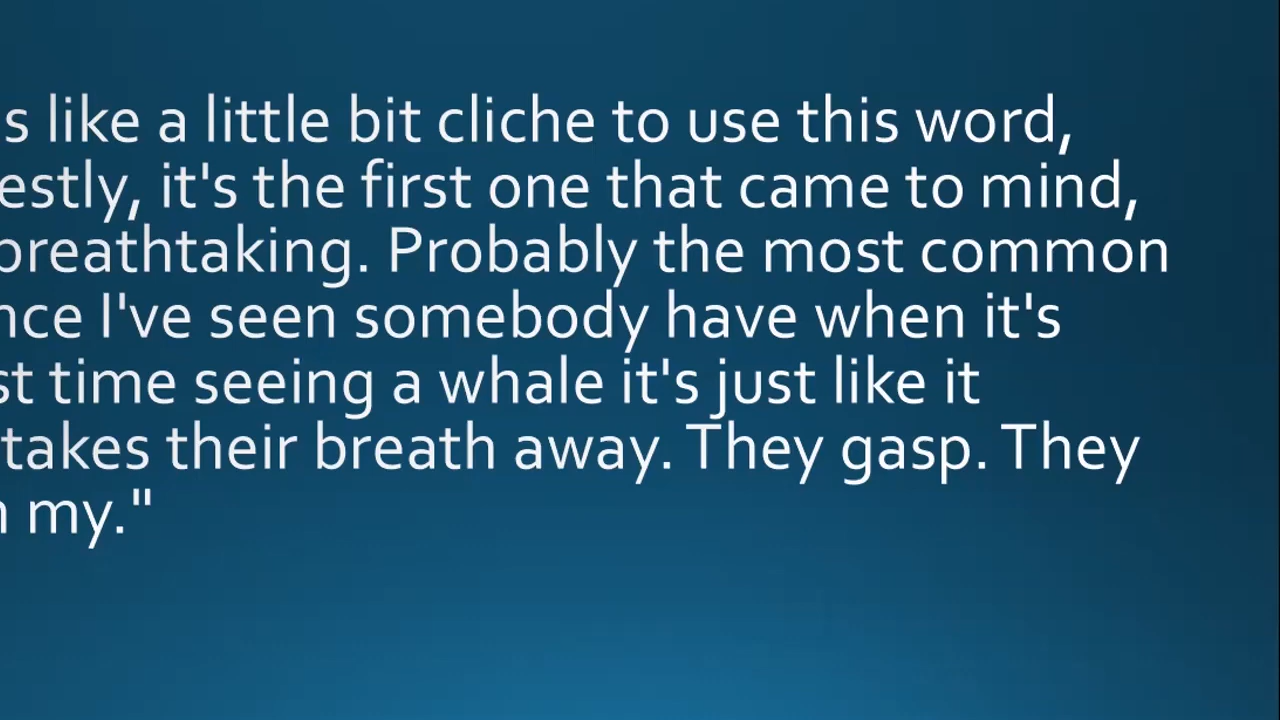 s like a little bit cliche to use this word,
estly, it's the first one that came to mind,
breathtaking. Probably the most common
nce I've seen somebody have when it's
st time seeing a whale it's just like it
takes their breath away. They gasp. They
my."